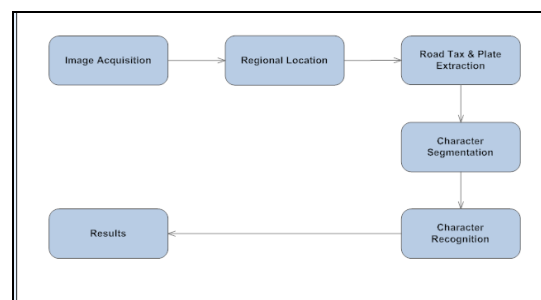 Image Acquisition
Regional Location
Road Tax & Plate
Extraction
Character
Segmentation
Character
Recognition
Results